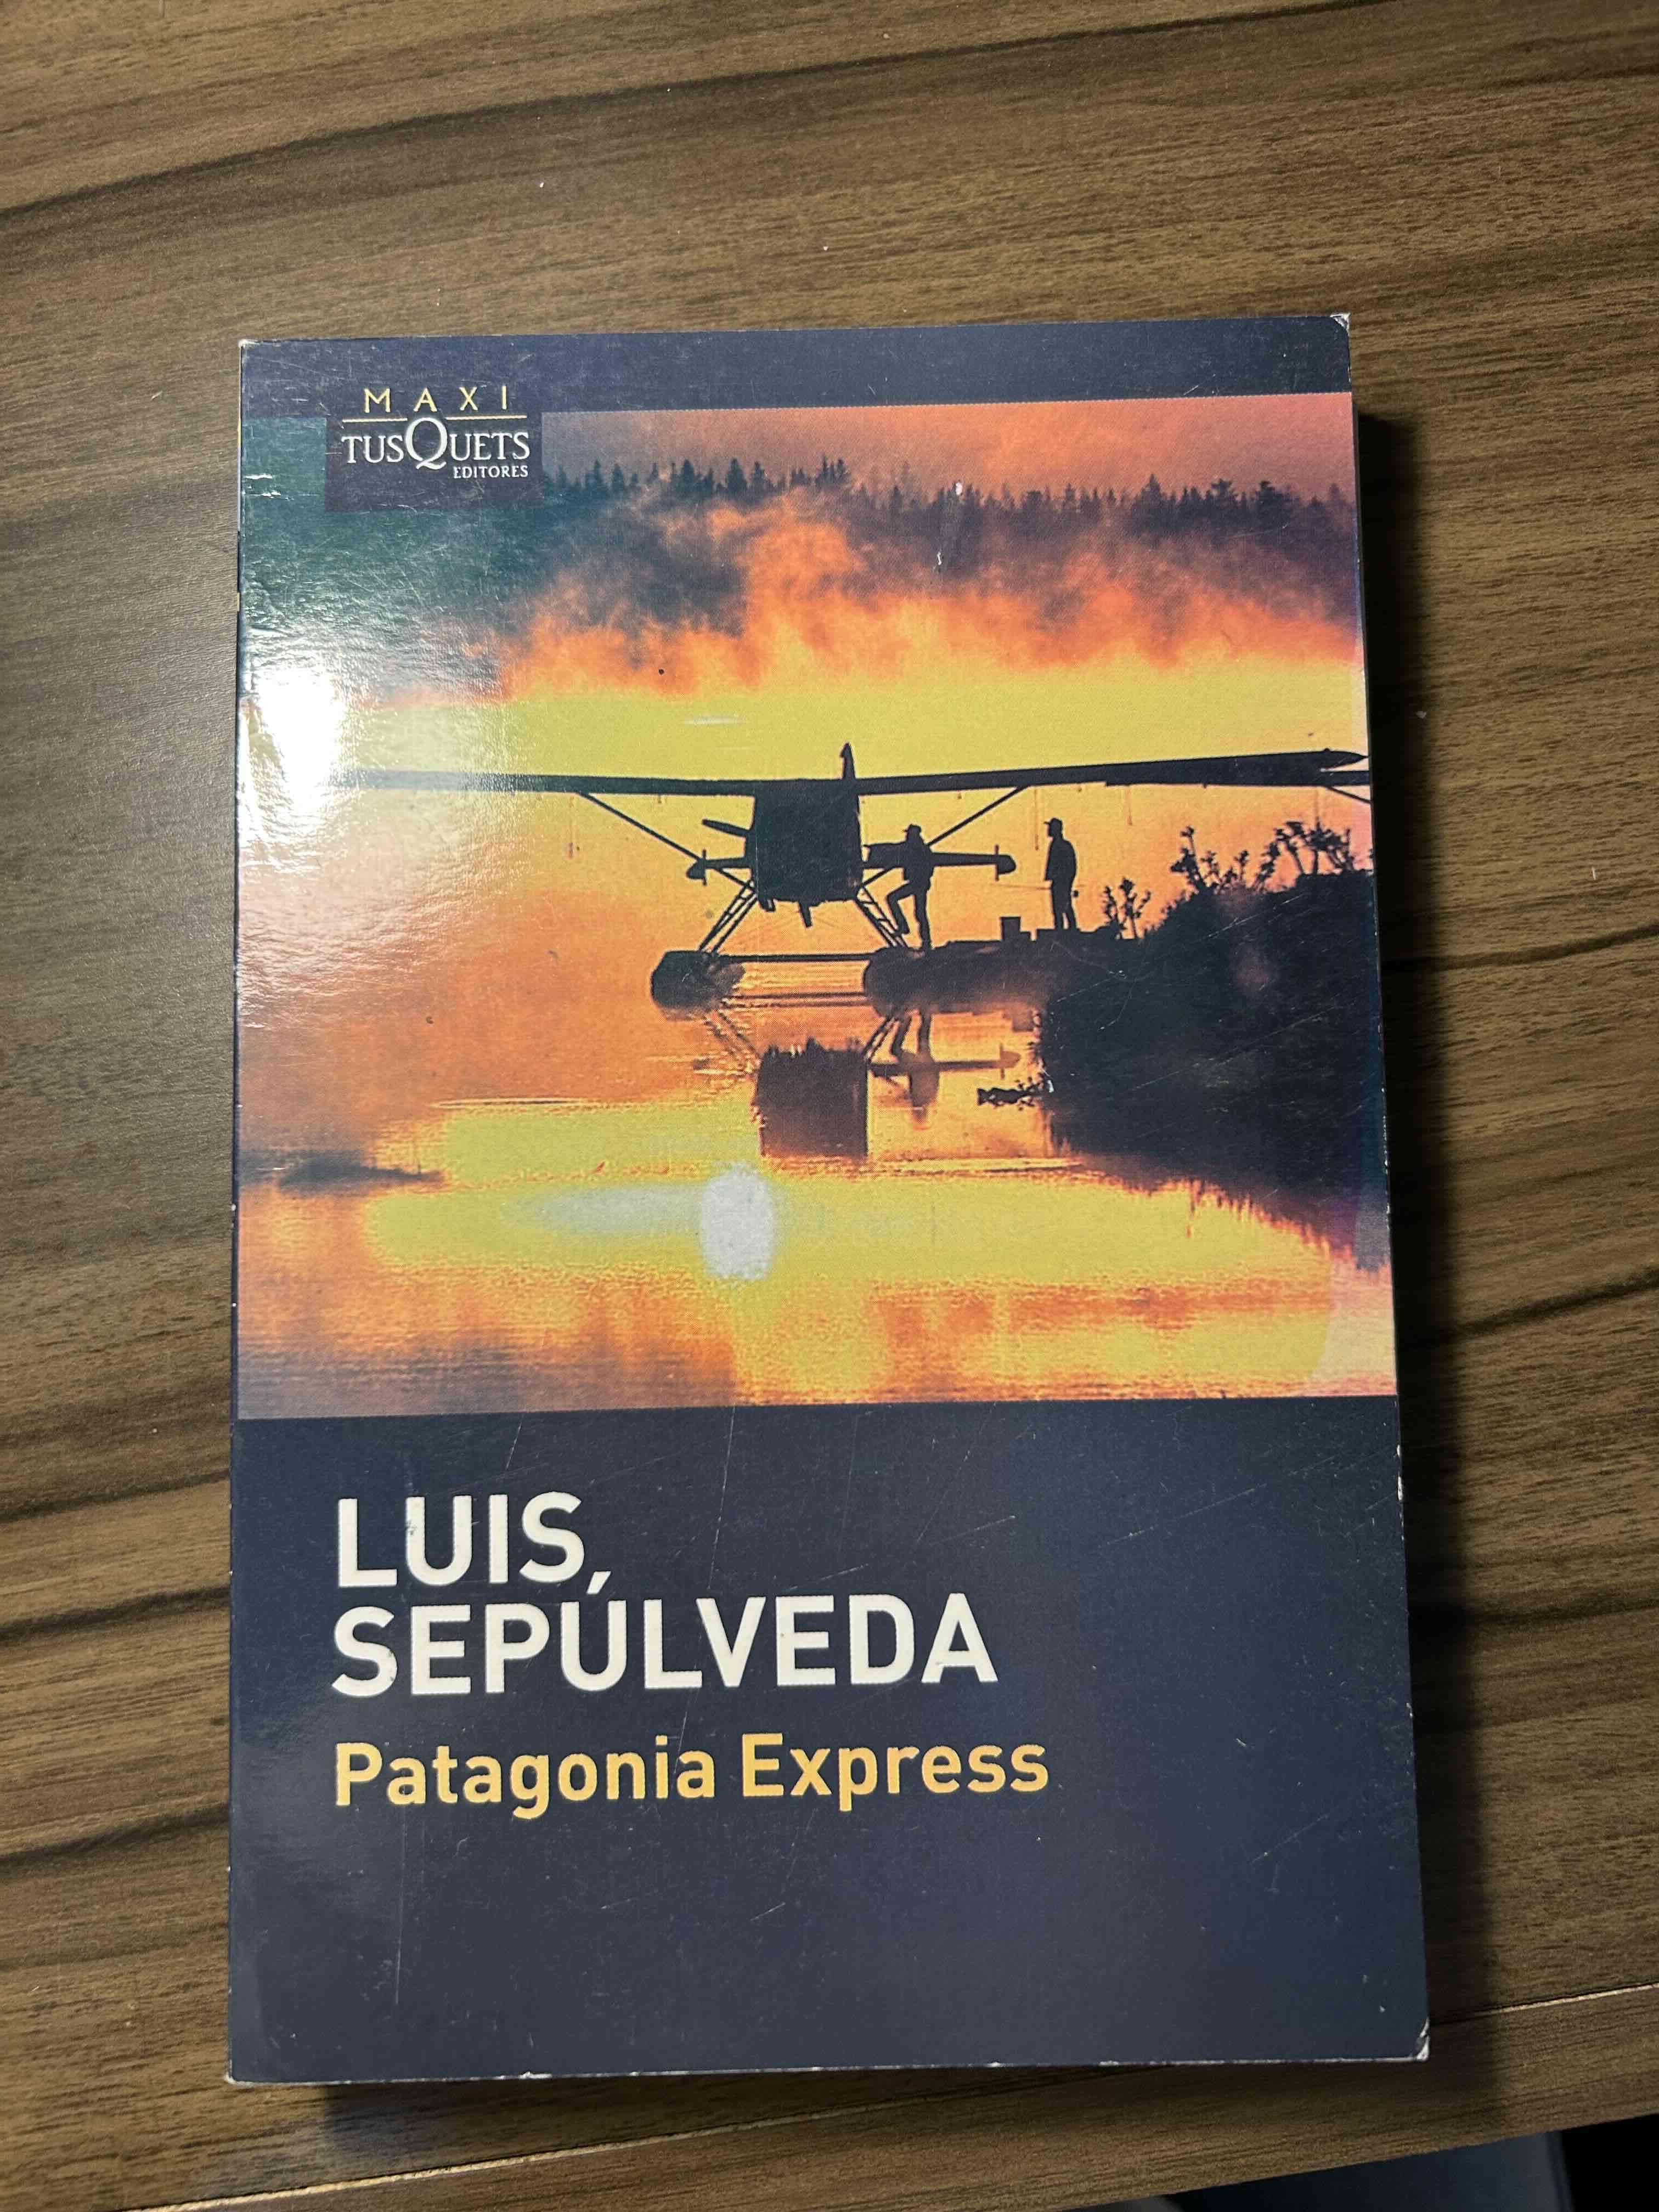 MAXI
TUSQUETS
EDITORES
LUIS
SEPÚLVEDA
Patagonia Express